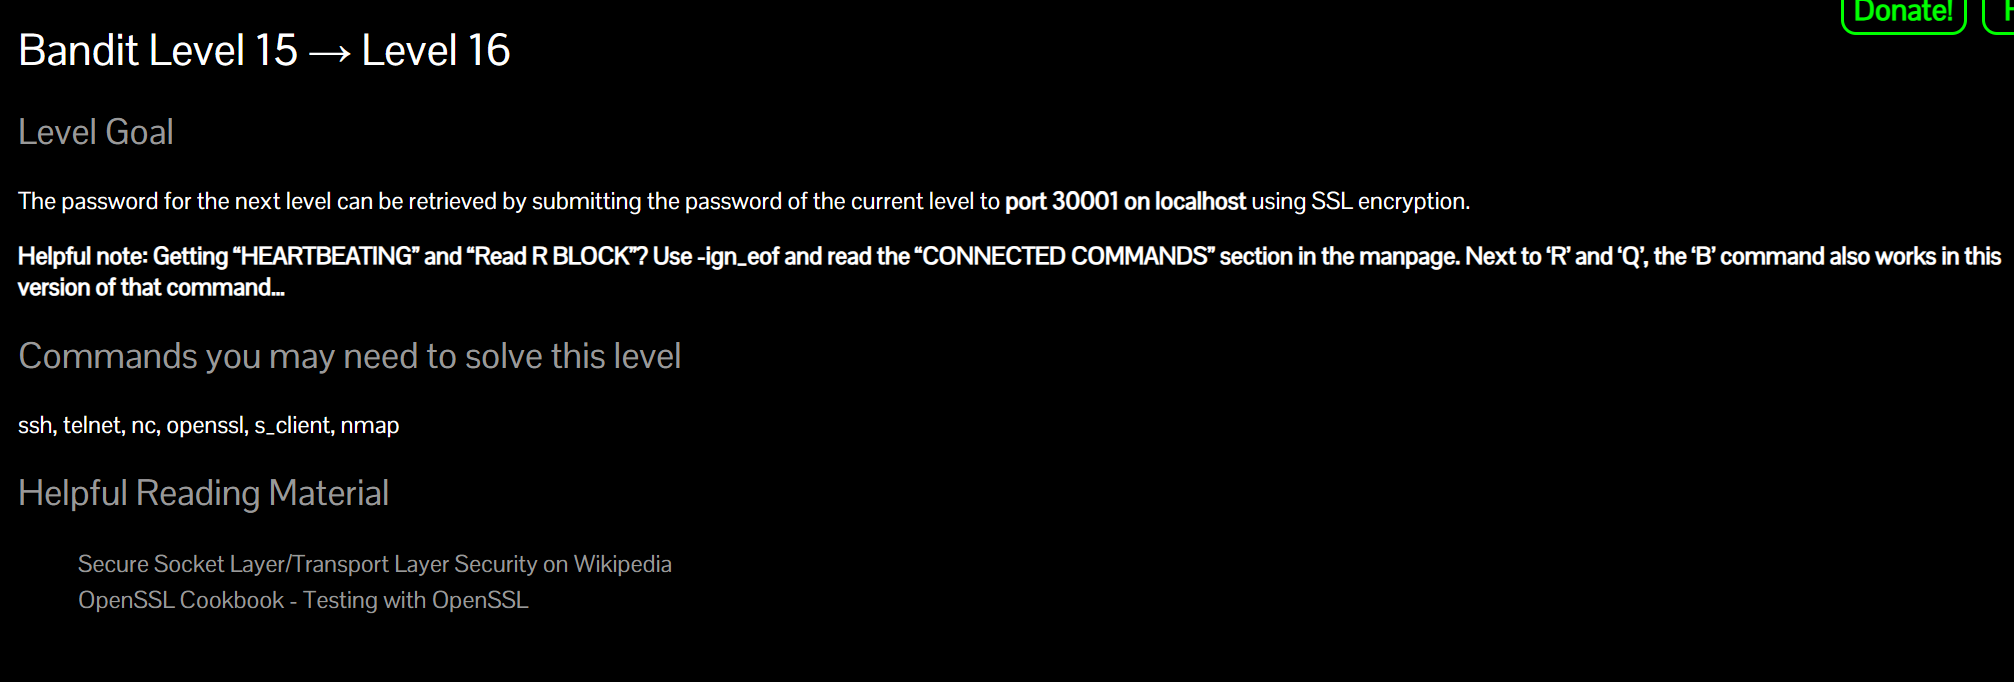 Donate!
Bandit Level 15 → Level 16
Level Goal
The password for the next level can be retrieved by submitting the password of the current level to port 30001 on localhost using SSL encryption.
Helpful note: Getting “HEARTBEATING” and “Read R BLOCK”? Use -ign_eof and read the “CONNECTED COMMANDS” section in the manpage. Next to ‘R’ and ‘Q’, the ‘B’ command also works in this
version of that command…
Commands you may need to solve this level
ssh, telnet, nc, openssl, s_client, nmap
Helpful Reading Material
Secure Socket Layer/Transport Layer Security on Wikipedia
OpenSSL Cookbook - Testing with OpenSSL